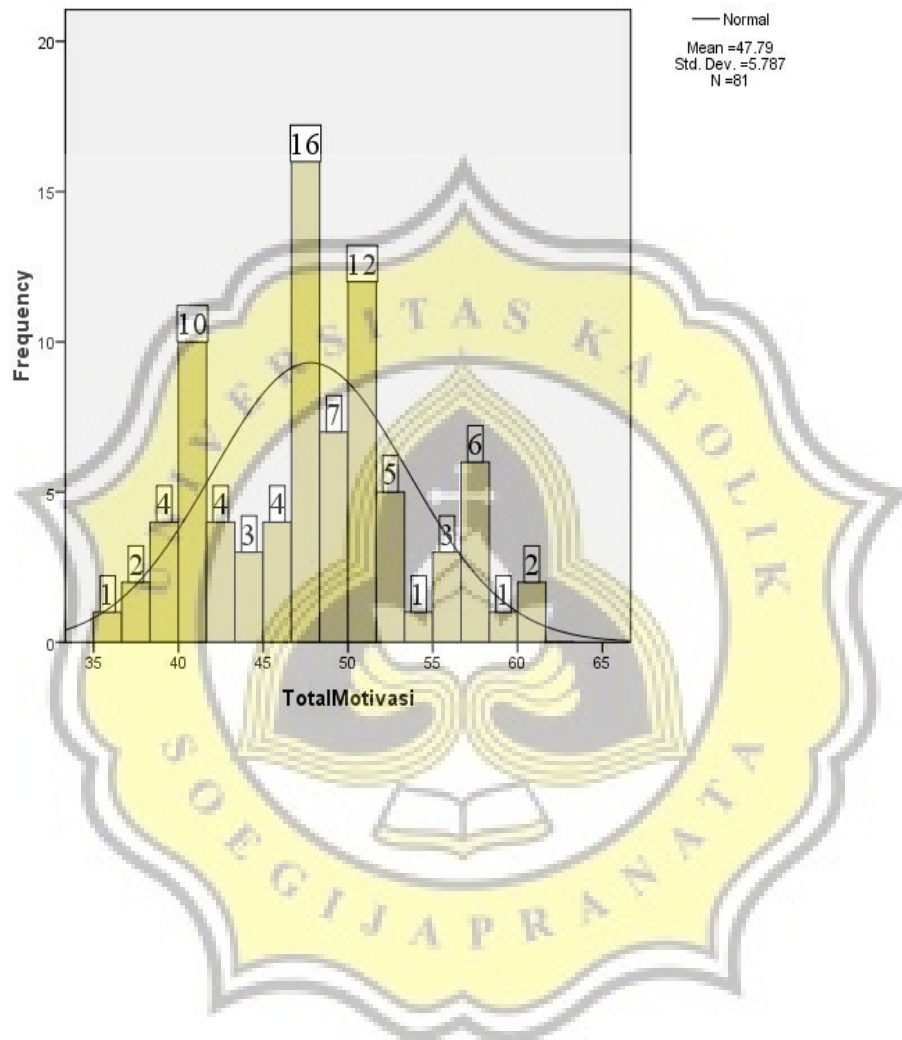 Normal
Mean =47.79
Std. Dev. =5.787
N =81
20
15
10
5
0
Frequency
1
2
4
10
4
3
4
16
7
12
5
1
3
6
1
2
35 40 45 50 55 60 65
TotalMotivasi
UNIVERSITAS KATOLIK
SOEGIJAPRANATA